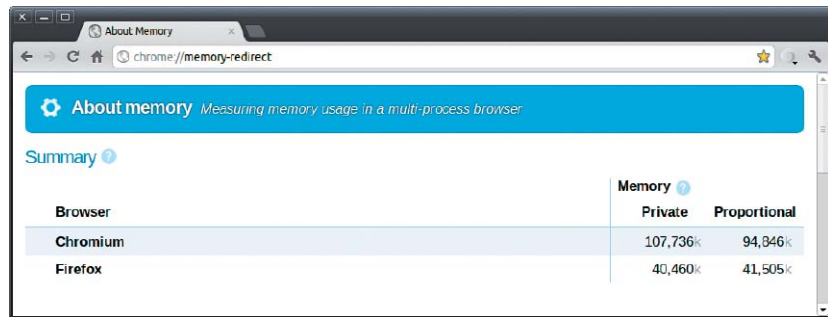 About Memory
chrome://memory-redirect
About memory Measuring memory usage in a multi-process browser
Summary ?
Memory ?
Browser Private Proportional
Chromium 107,736k 94,846k
Firefox 40,460k 41,505k